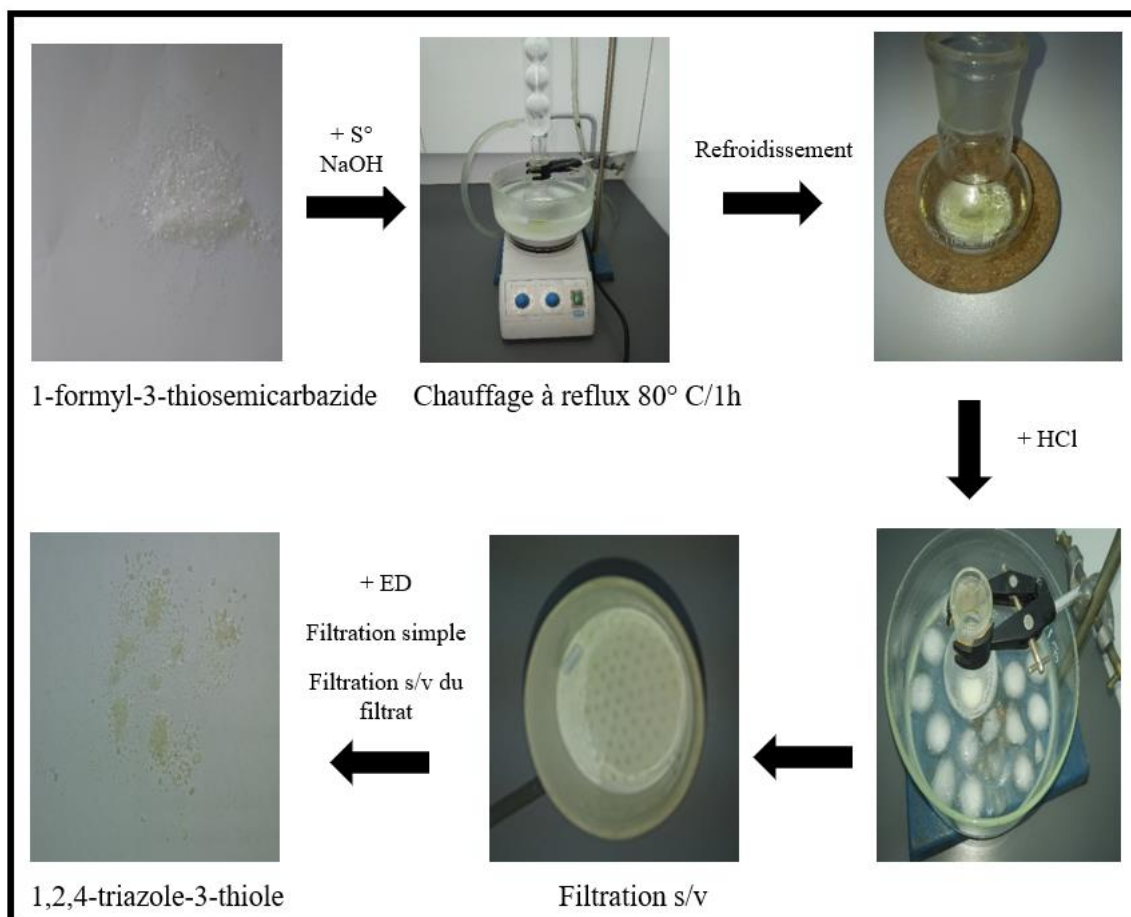 + S°
NaOH
Refroidissement
1-formyl-3-thiosemicarbazide
Chauffage à reflux 80° C/1h
+ HCl
+ ED
Filtration simple
Filtration s/v du
filtrat
1,2,4-triazole-3-thiole
Filtration s/v